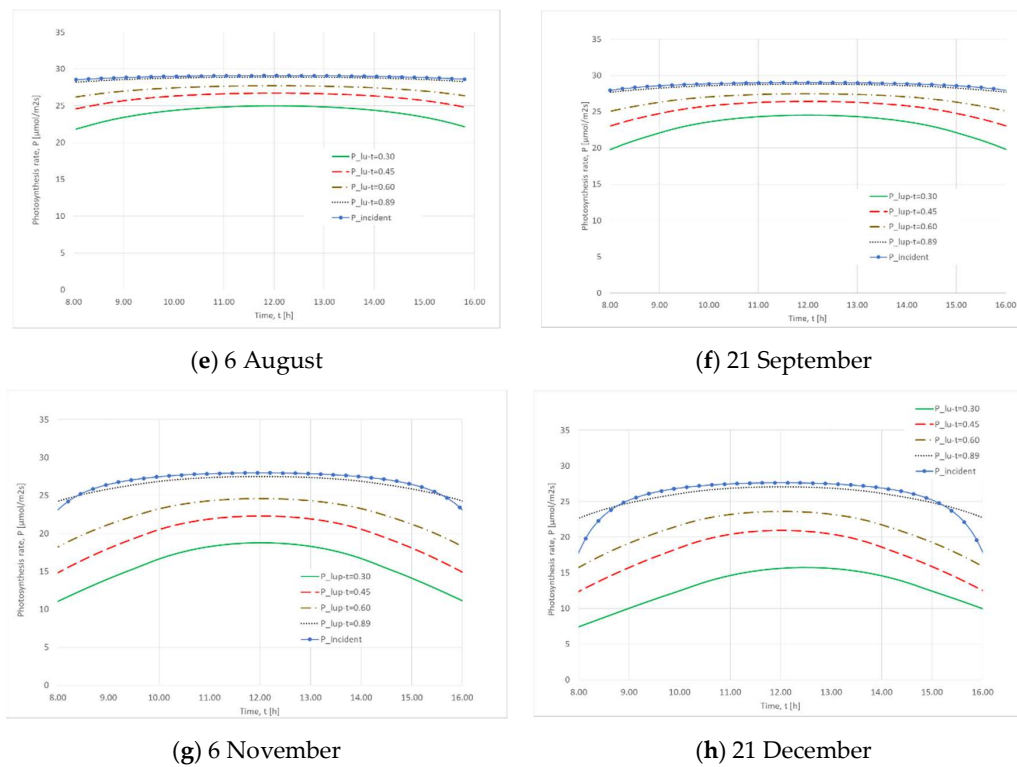 35
30
25
20
15
10
5
0
Photosynthesis rate, P [µmol/m2s]
P_lu-t=0.30
P_lu-t=0.45
P_lu-t=0.60
P_lu-t=0.89
P_incident
8.00 9.00 10.00 11.00 12.00 13.00 14.00 15.00 16.00
Time, t [h]
(e) 6 August
35
30
25
20
15
10
5
0
Photosynthesis rate, P [µmol/m2s]
P_lup-t=0.30
P_lup-t=0.45
P_lup-t=0.60
P_lup-t=0.89
P_incident
8.00 9.00 10.00 11.00 12.00 13.00 14.00 15.00 16.00
Time, t [h]
(f) 21 September
35
30
25
20
15
10
5
0
Photosynthesis rate, P [µmol/m2s]
P_lup-t=0.30
P_lup-t=0.45
P_lup-t=0.60
P_lup-t=0.89
P_incident
8.00 9.00 10.00 11.00 12.00 13.00 14.00 15.00 16.00
Time, t [h]
(g) 6 November
35
30
25
20
15
10
5
0
Photosynthesis rate, P [µmol/m2s]
P_lu-t=0.30
P_lu-t=0.45
P_lu-t=0.60
P_lu-t=0.89
P_incident
8.00 9.00 10.00 11.00 12.00 13.00 14.00 15.00 16.00
Time, t [h]
(h) 21 December